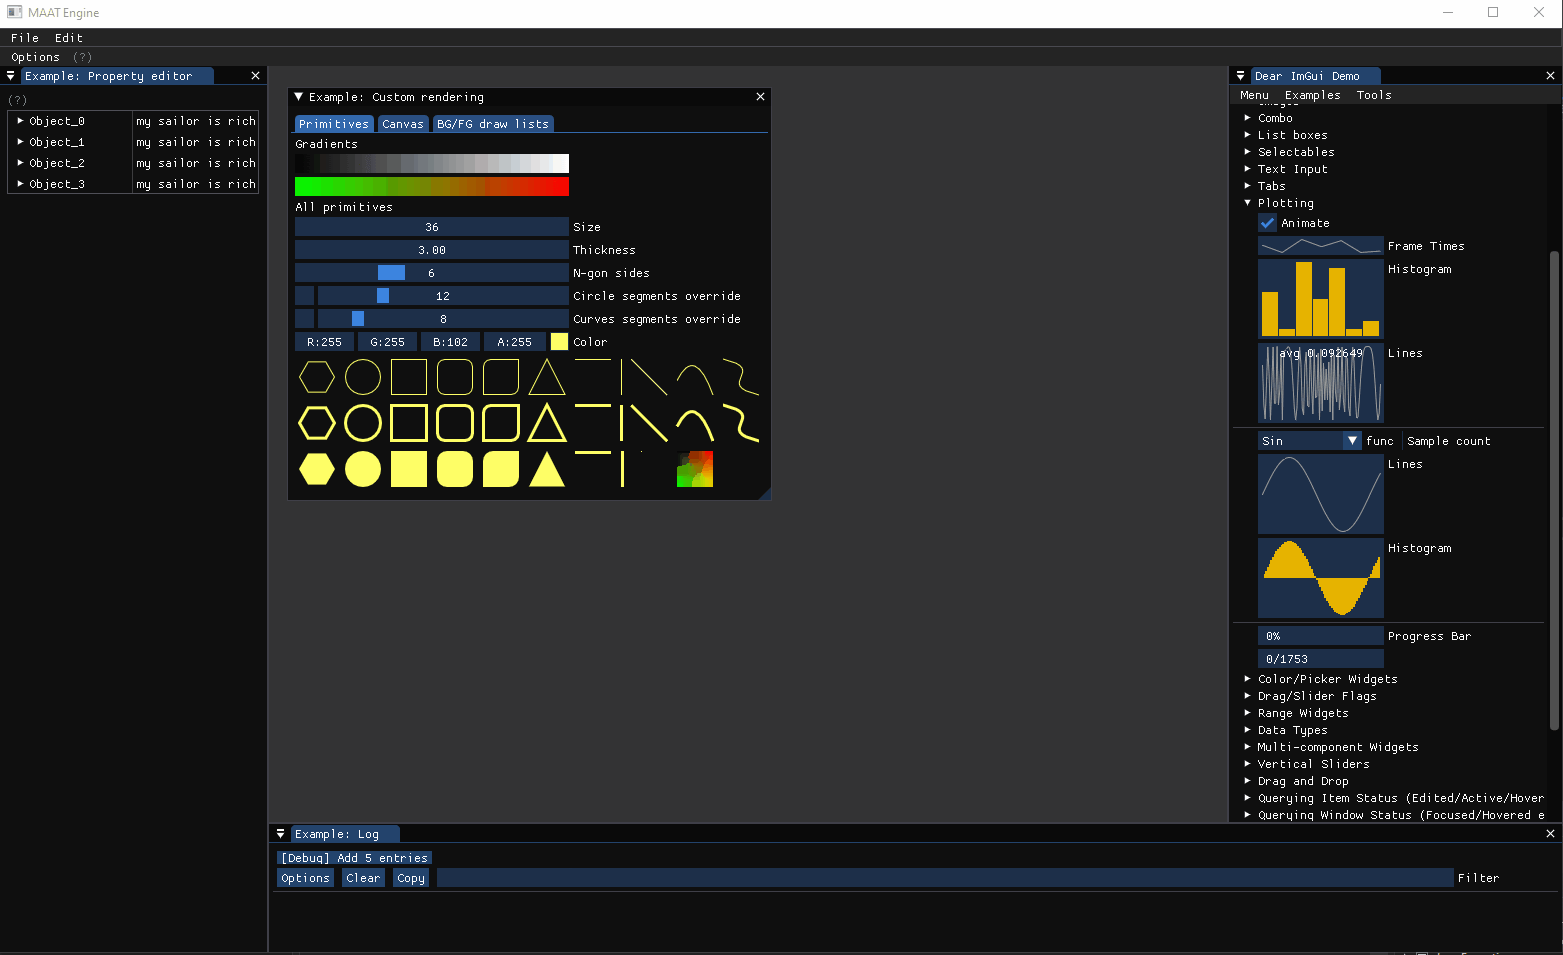 MAAT Engine
File Edit
Options (?)
Example: Property editor
(?)
Object_0 my sailor is rich
Object_1 my sailor is rich
Object_2 my sailor is rich
Object_3 my sailor is rich
Example: Custom rendering
Primitives Canvas BG/FG draw lists
Gradients
All primitives
36 Size
3.00 Thickness
6 N-gon sides
12 Circle segments override
8 Curves segments override
R:255 G:255 B:102 A:255 Color
Dear ImGui Demo
Menu Examples Tools
Combo
List boxes
Selectables
Text Input
Tabs
Plotting
Animate
Frame Times
Histogram
avg 0.092649 Lines
Sin func Sample count
Lines
Histogram
0% Progress Bar
0/1753
Color/Picker Widgets
Drag/Slider Flags
Range Widgets
Data Types
Multi-component Widgets
Vertical Sliders
Drag and Drop
Querying Item Status (Edited/Active/Hover
Querying Window Status (Focused/Hovered e
Example: Log
[Debug] Add 5 entries
Options Clear Copy Filter